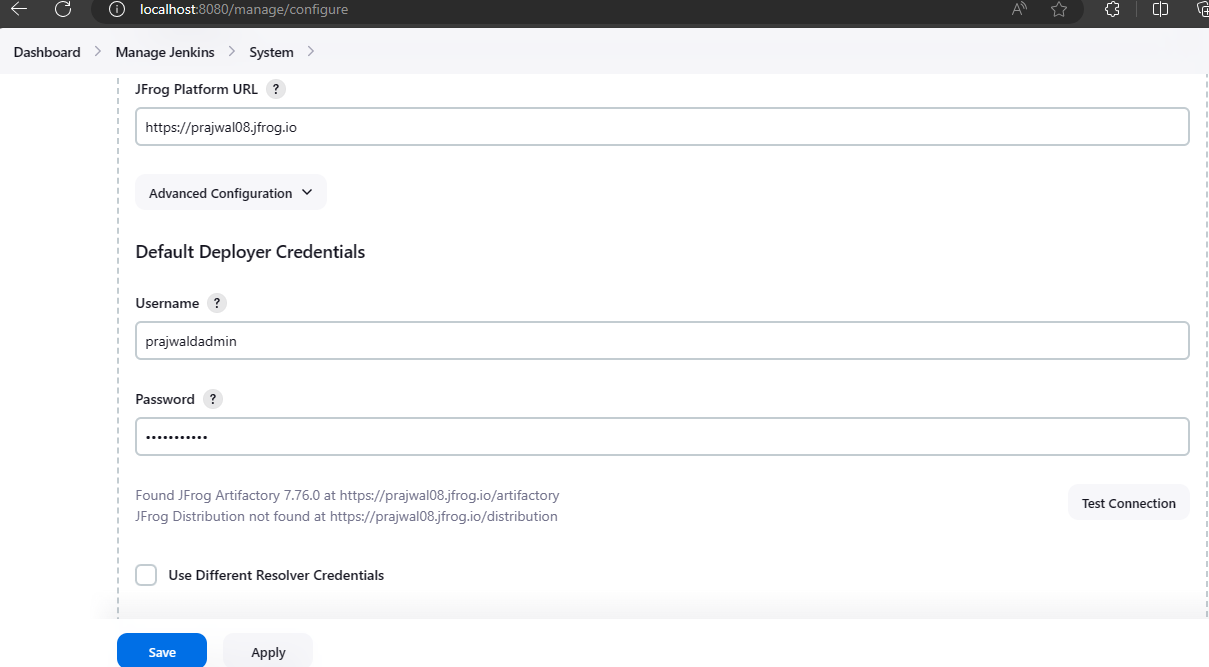 localhost:8080/manage/configure
Dashboard > Manage Jenkins > System >
JFrog Platform URL ?
https://prajwal08.jfrog.io
Advanced Configuration
Default Deployer Credentials
Username ?
prajwaldadmin
Password ?
•••••••••••
Found JFrog Artifactory 7.76.0 at https://prajwal08.jfrog.io/artifactory
JFrog Distribution not found at https://prajwal08.jfrog.io/distribution
Test Connection
Use Different Resolver Credentials
Save Apply